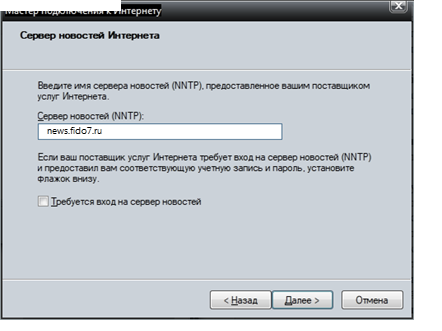 Мастер подключения к Интернету
Сервер новостей Интернета
Введите имя сервера новостей (NNTP), предоставленное вашим поставщиком
услуг Интернета.
Сервер новостей (NNTP):
news.fido7.ru
Если ваш поставщик услуг Интернета требует вход на сервер новостей (NNTP)
и предоставил вам соответствующую учетную запись и пароль, установите
флажок внизу.
Требуется вход на сервер новостей
< Назад
Далее >
Отмена